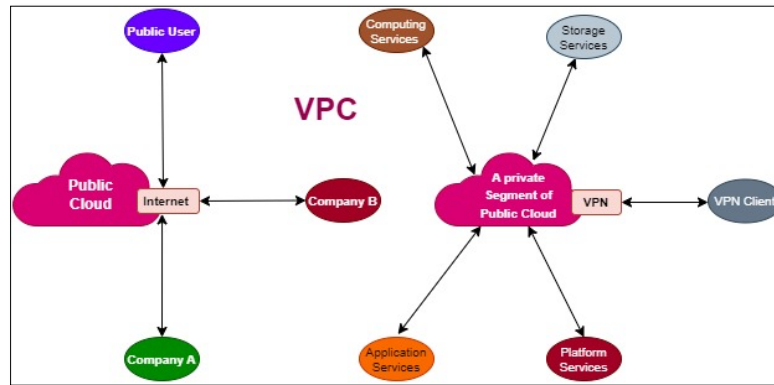 Public User
Computing
Services
Storage
Services
VPC
Public
Cloud
Internet
Company B
A private
Segment of
Public Cloud
VPN
VPN Client
Company A
Application
Services
Platform
Services